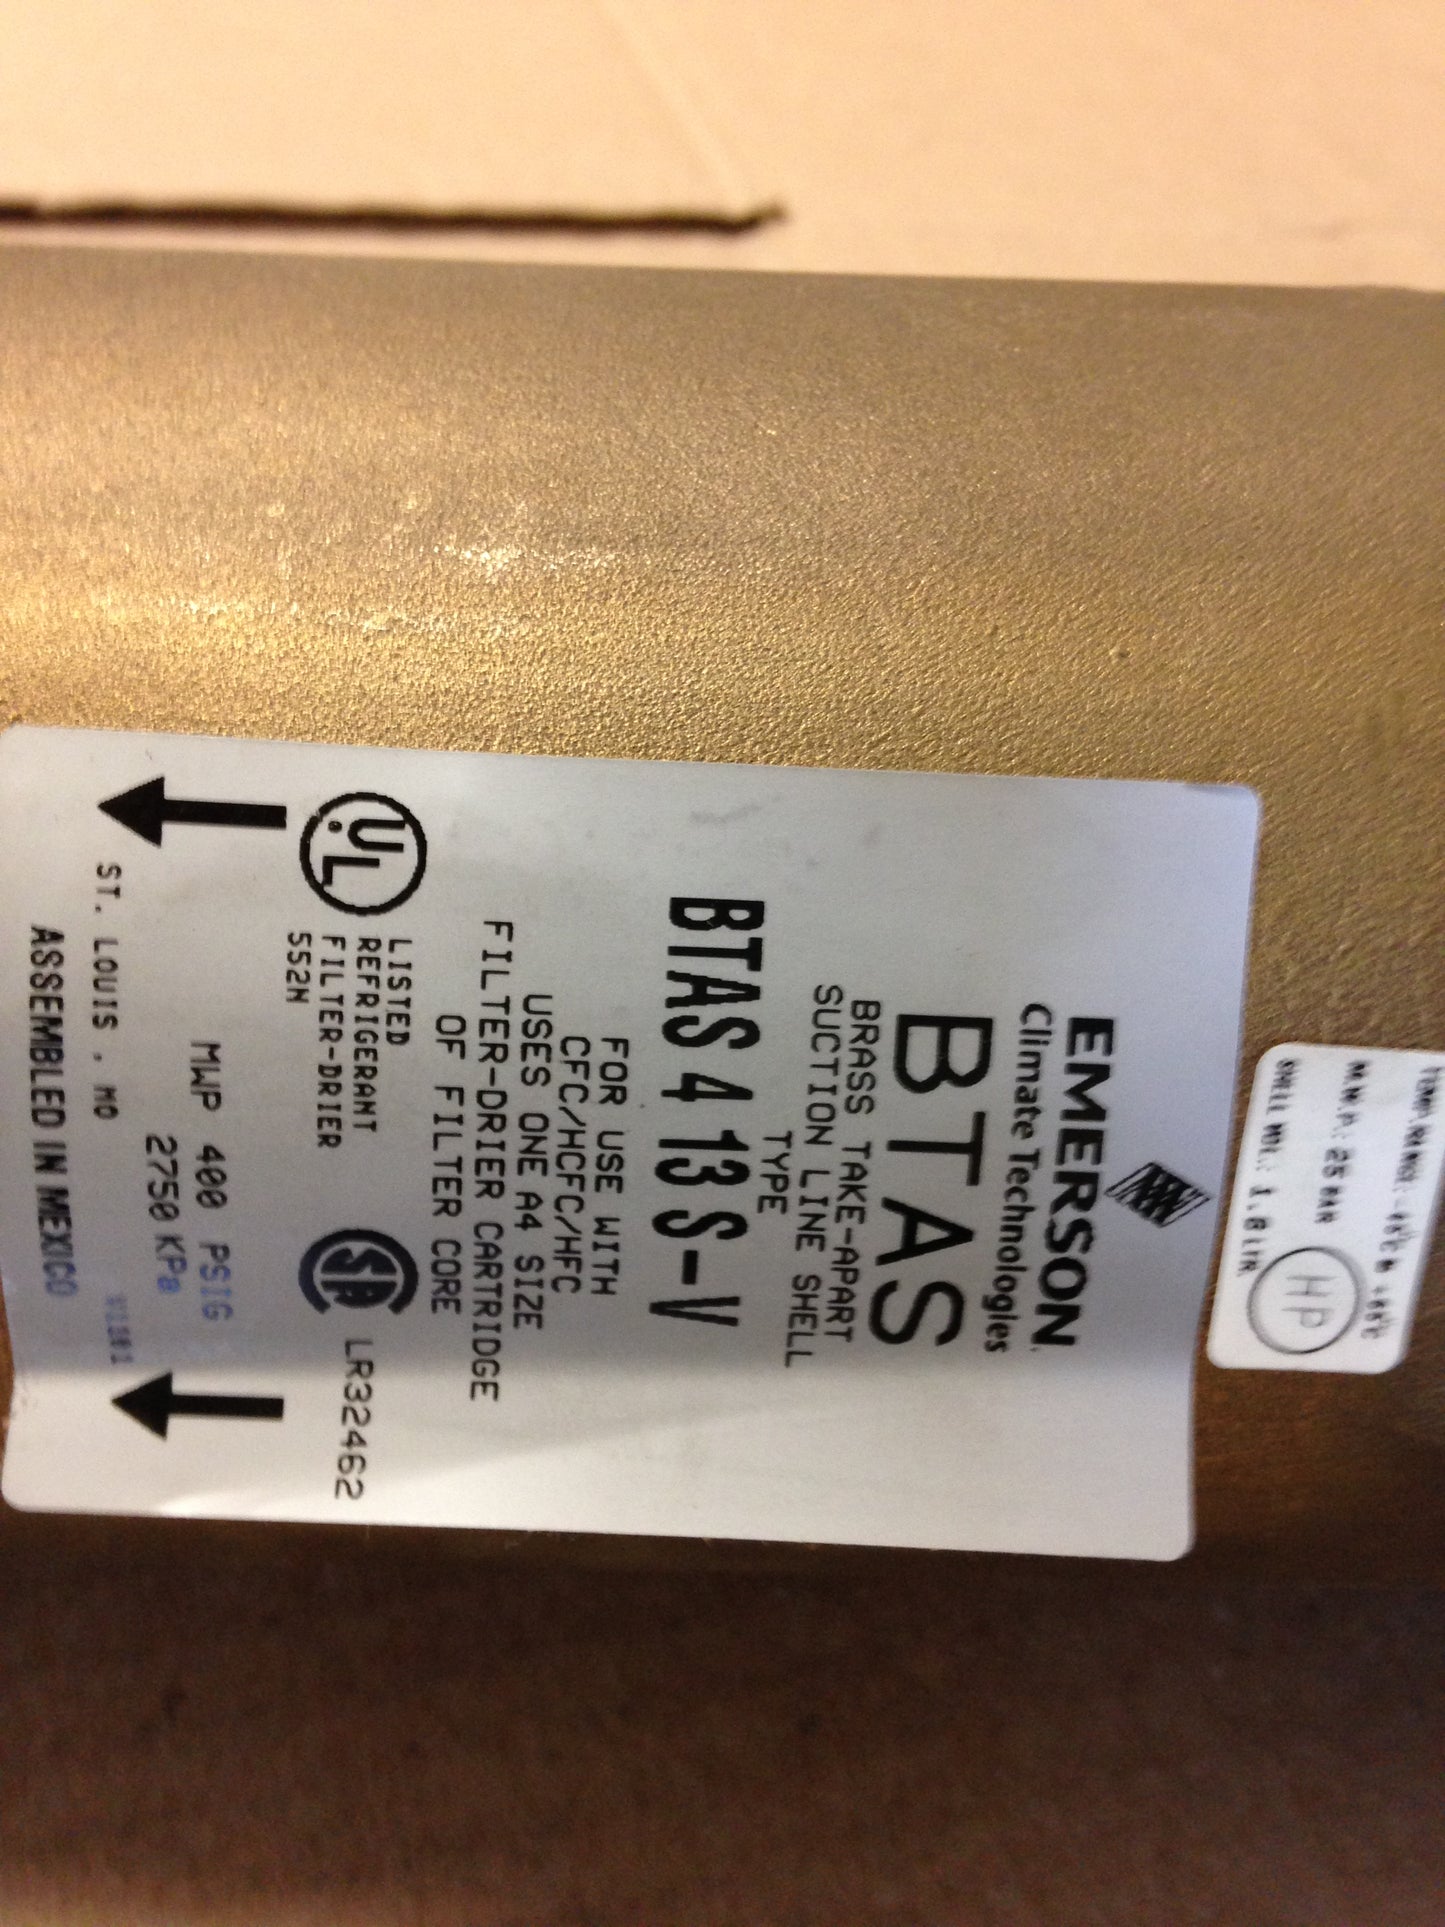 EMERSON
Climate Technologies
BTAS
BRASS TAKE-APART
SUCTION LINE SHELL
TYPE
BTAS 4 13 S-V
FOR USE WITH
CFC/HCFC/HFC
USES ONE A4 SIZE
FILTER-DRIER CARTRIDGE
OF FILTER CORE
UL
LISTED
REFRIGERANT
FILTER-DRIER
552N
SA LR32462
MWP 400 PSIG
2750 KPa
ST. LOUIS , MO
ASSEMBLED IN MEXICO
M.W.P.: 25 BAR
HP